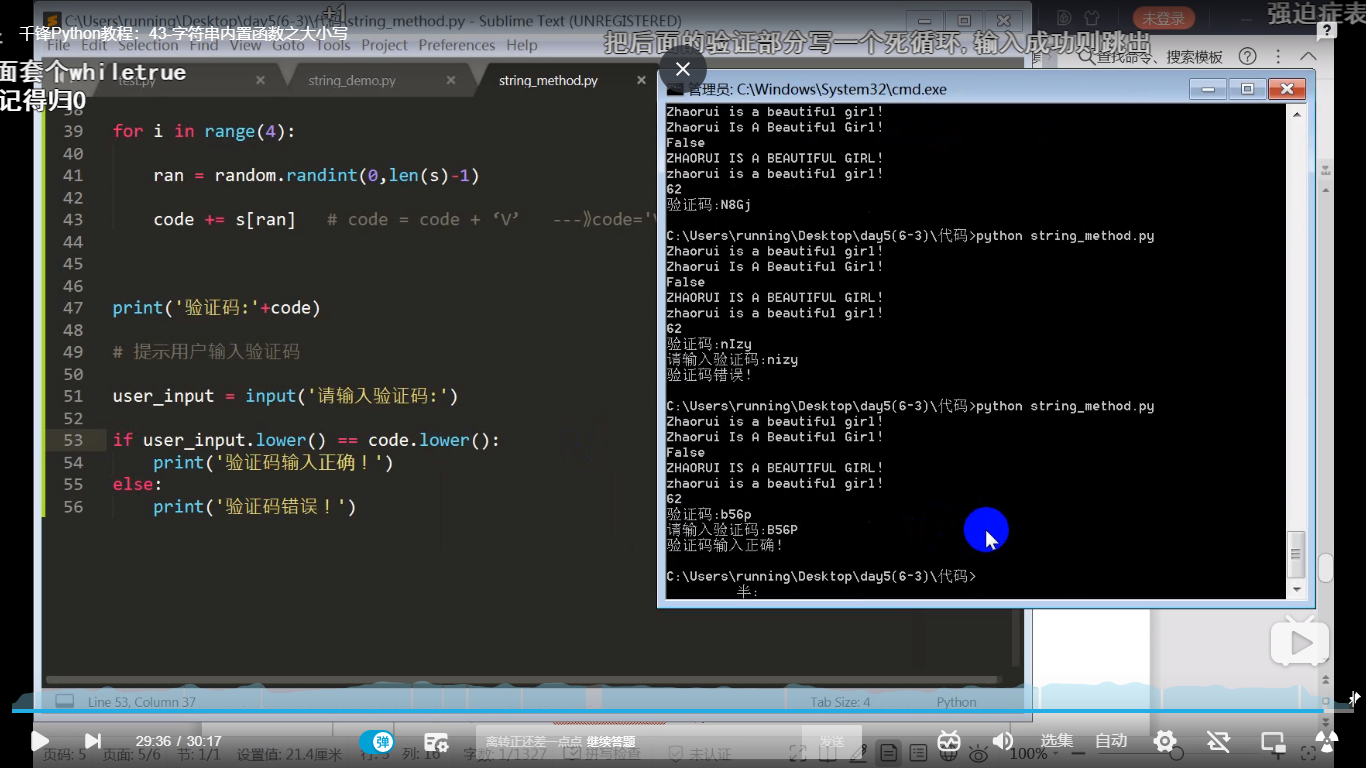 C:\Users\running\Desktop\day5(6-3)\代码\string_method.py - Sublime Text (UNREGISTERED)
+1
千锋Python教程：43-字符串内置函数之大小写
File Edit Selection Find Goto Tools Project Preferences Help
未登录
强迫症表
把后面的验证部分写一个死循环,输入成功则跳出
查找命令、搜索模板
面套个whiletrue
记得归0
test.py
string_demo.py
string_method.py
38
39 for i in range(4):
40
41 ran = random.randint(0,len(s)-1)
42
43 code += s[ran] # code = code + ‘V’ ---》code='
44
45
46
47 print('验证码:'+code)
48
49 # 提示用户输入验证码
50
51 user_input = input('请输入验证码:')
52
53 if user_input.lower() == code.lower():
54 print('验证码输入正确！')
55 else:
56 print('验证码错误！')
管理员: C:\Windows\System32\cmd.exe
Zhaorui is a beautiful girl!
Zhaorui Is A Beautiful Girl!
False
ZHAORUI IS A BEAUTIFUL GIRL!
zhaorui is a beautiful girl!
62
验证码:N8Gj
C:\Users\running\Desktop\day5(6-3)\代码>python string_method.py
Zhaorui is a beautiful girl!
Zhaorui Is A Beautiful Girl!
False
ZHAORUI IS A BEAUTIFUL GIRL!
zhaorui is a beautiful girl!
62
验证码:nIzy
请输入验证码:nizy
验证码错误!
C:\Users\running\Desktop\day5(6-3)\代码>python string_method.py
Zhaorui is a beautiful girl!
Zhaorui Is A Beautiful Girl!
False
ZHAORUI IS A BEAUTIFUL GIRL!
zhaorui is a beautiful girl!
62
验证码:b56p
请输入验证码:B56P
验证码输入正确!
C:\Users\running\Desktop\day5(6-3)\代码>
半:
Line 53, Column 37
Tab Size: 4
Python
29:36 / 30:17
弹
离转正还差一点点 继续答题
发送
选集
自动
页码: 5 页面: 5/6 节: 1/1 设置值: 21.4厘米 行: 5 列: 16 字数: 1/1327 拼写检查 未认证
100%